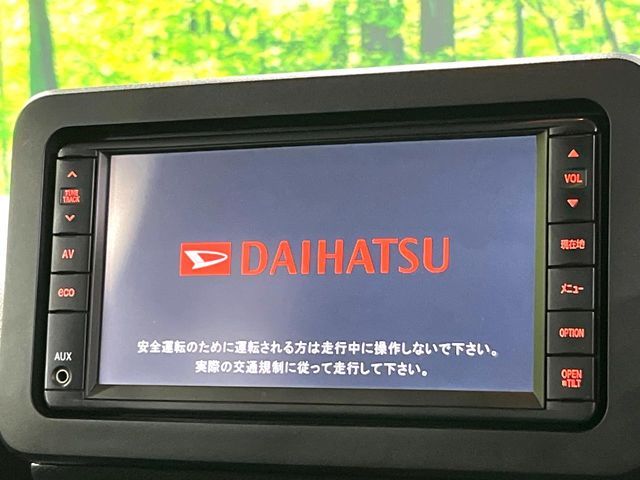 TUNE
TRACK
AV
eco
AUX
DAIHATSU
安全運転のために運転される方は走行中に操作しないで下さい。
実際の交通規制に従って走行して下さい。
VOL
現在地
メニュー
OPTION
OPEN
TILT